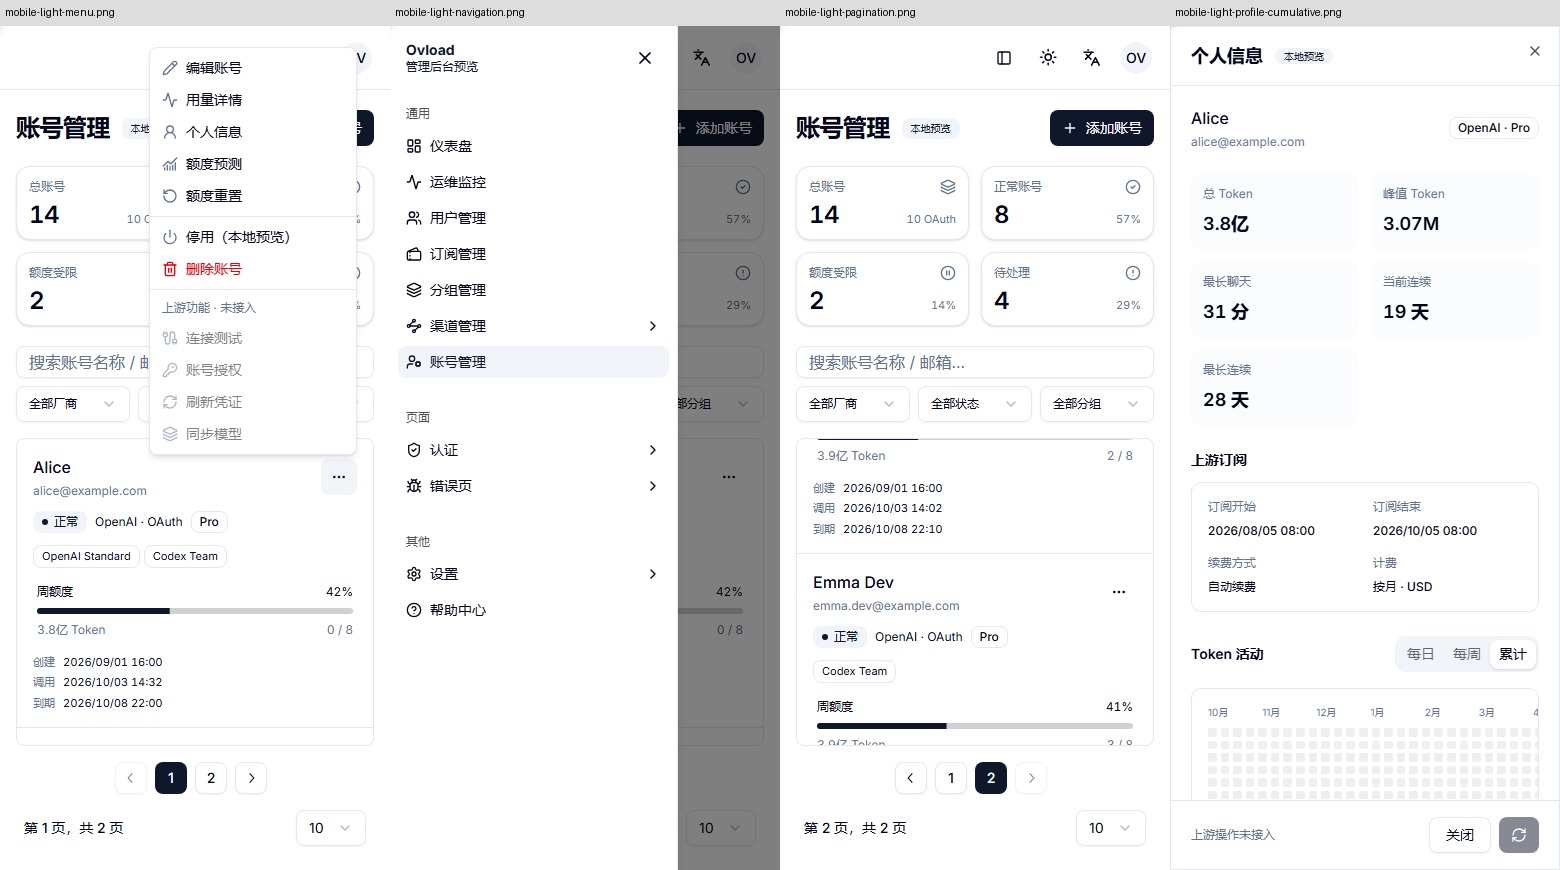 mobile-light-menu.png
V
编辑账号
用量详情
个人信息
额度预测
额度重置
停用（本地预览）
删除账号
上游功能 · 未接入
连接测试
账号授权
刷新凭证
同步模型
账号管理
总账号
14
额度受限
2
搜索账号名称 / 邮
全部厂商
Alice
alice@example.com
正常 OpenAI · OAuth Pro
OpenAI Standard Codex Team
周额度 42%
3.8亿 Token 0 / 8
创建 2026/09/01 16:00
调用 2026/10/03 14:32
到期 2026/10/08 22:00
1 2
第 1 页，共 2 页 10
mobile-light-navigation.png
Ovload
管理后台预览
通用
仪表盘
运维监控
用户管理
订阅管理
分组管理
渠道管理
账号管理
页面
认证
错误页
其他
设置
帮助中心
OV
添加账号
57%
29%
部分组
42%
0 / 8
10
mobile-light-pagination.png
OV
账号管理 本地预览 添加账号
总账号
14 10 OAuth
正常账号
8 57%
额度受限
2 14%
待处理
4 29%
搜索账号名称 / 邮箱...
全部厂商 全部状态 全部分组
3.9亿 Token 2 / 8
创建 2026/09/01 16:00
调用 2026/10/03 14:02
到期 2026/10/08 22:10
Emma Dev
emma.dev@example.com
正常 OpenAI · OAuth Pro
Codex Team
周额度 41%
3.9亿 Token 3 / 8
1 2
第 2 页，共 2 页 10
mobile-light-profile-cumulative.png
个人信息 本地预览
Alice
alice@example.com
OpenAI · Pro
总 Token
3.8亿
峰值 Token
3.07M
最长聊天
31 分
当前连续
19 天
最长连续
28 天
上游订阅
订阅开始
2026/08/05 08:00
订阅结束
2026/10/05 08:00
续费方式
自动续费
计费
按月 · USD
Token 活动 每日 每周 累计
10月 11月 12月 1月 2月 3月 4
上游操作未接入 关闭